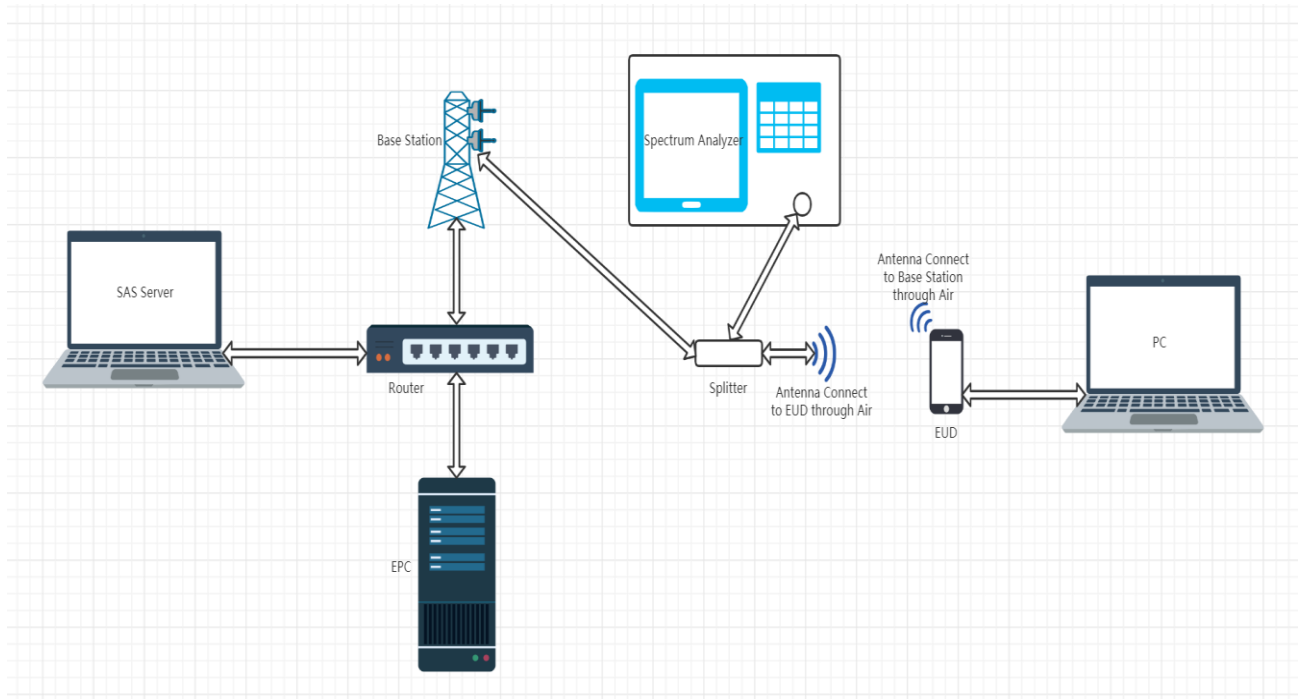 Base Station
Spectrum Analyzer
Antenna Connect
to Base Station
through Air
SAS Server
PC
Router
Splitter
Antenna Connect
to EUD through Air
EUD
EPC